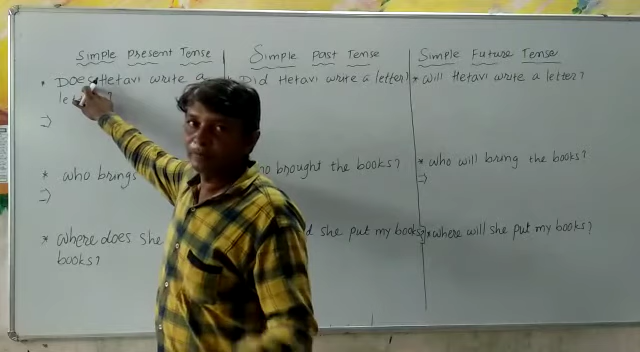 Simple Present Tense
* Does Hetavi write a
⇒
* who brings
⇒
* where does she
books?
Simple Past Tense
Did Hetavi write a letter?
brought the books?
she put my books?
Simple Future Tense
* will Hetavi write a letter?
* who will bring the books?
⇒
* where will she put my books?